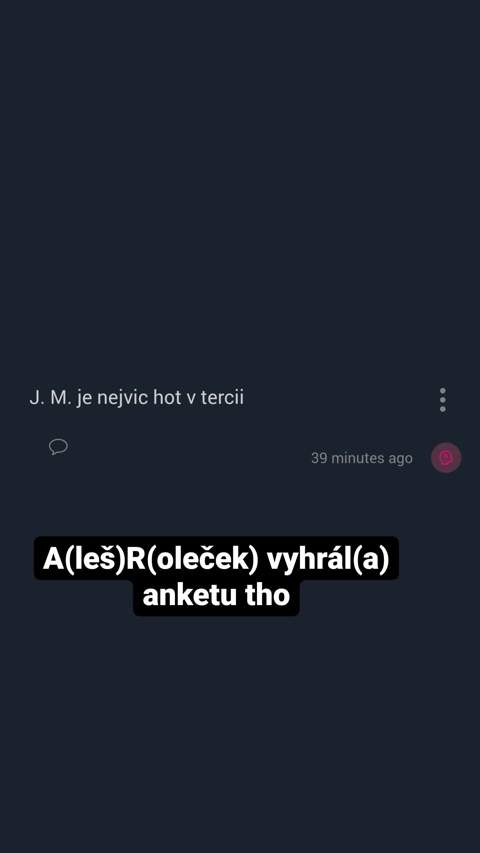 J. M. je nejvic hot v tercii
39 minutes ago
A(leš)R(oleček) vyhrál(a)
anketu tho